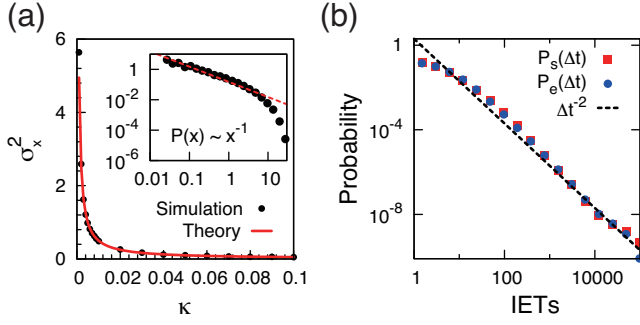 (a)
6
4
2
0
σ²ₓ
1
10⁻²
10⁻⁴
10⁻⁶
P(x) ~ x⁻¹
0.01 0.1 1 10
Simulation
Theory
0 0.02 0.04 0.06 0.08 0.1
κ
(b)
1
10⁻⁴
10⁻⁸
Probability
Pₛ(Δt)
Pₑ(Δt)
Δt⁻²
1 100 10000
IETs